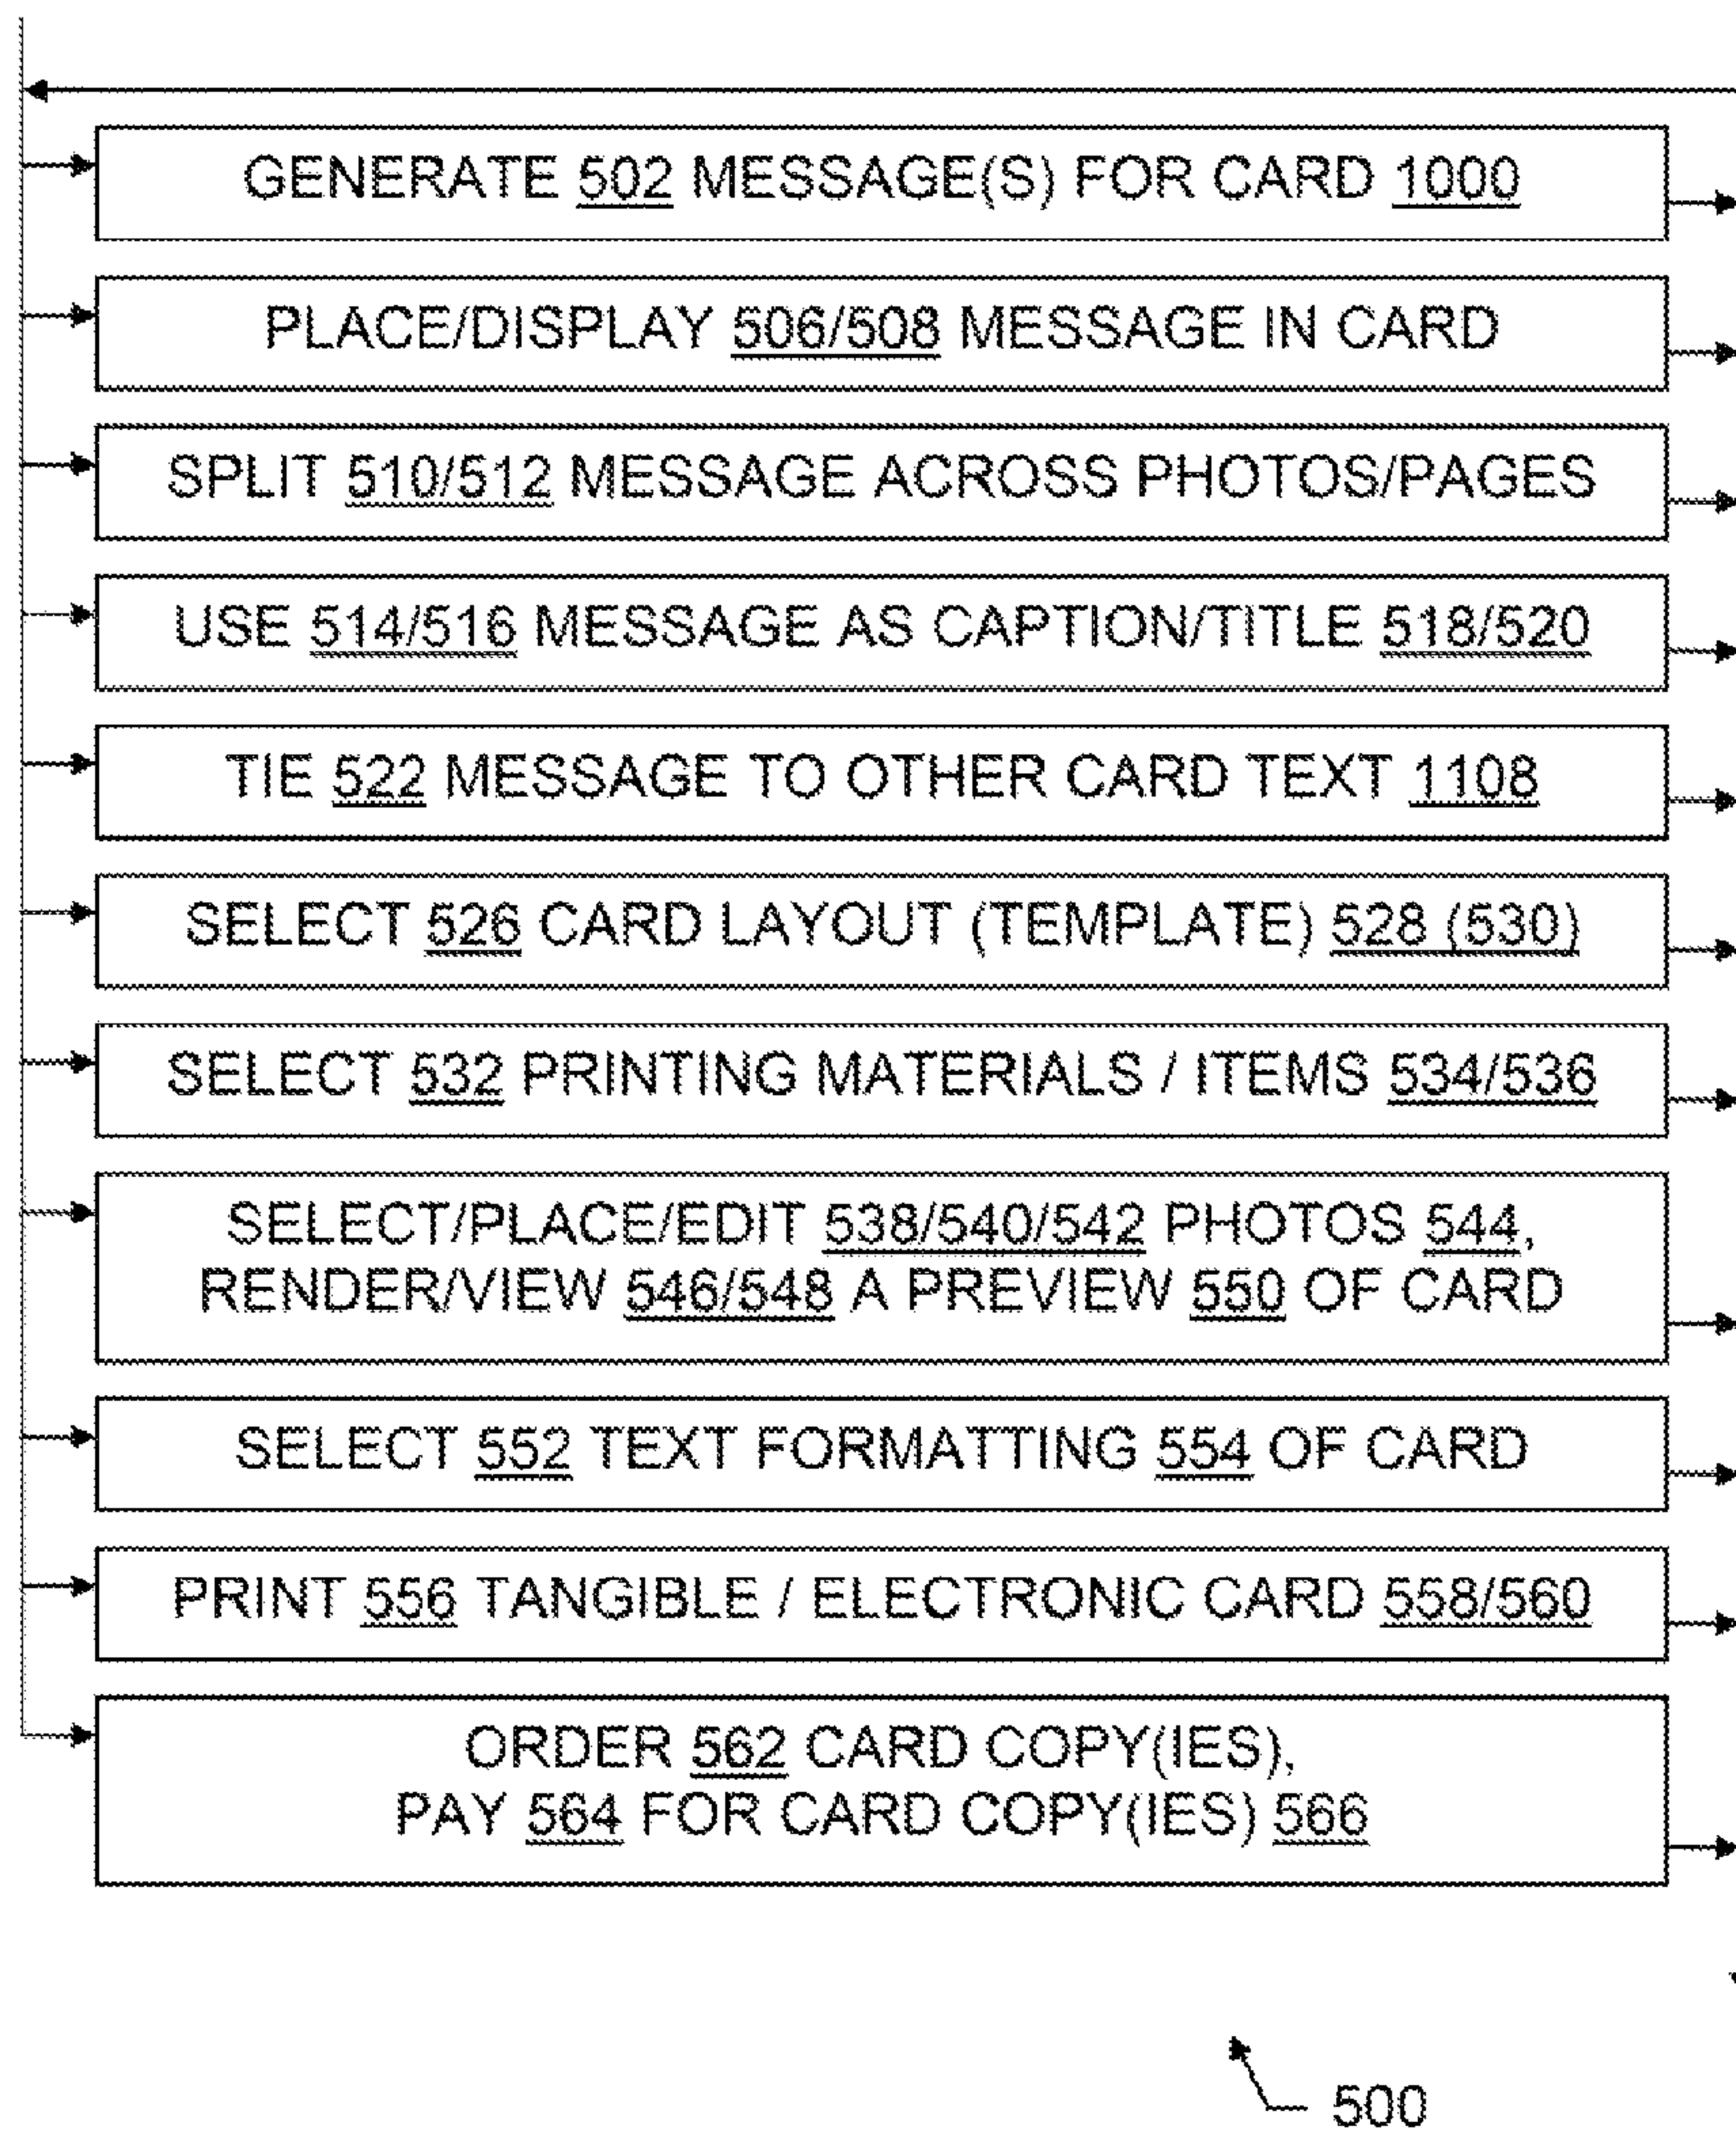 GENERATE 502 MESSAGE(S) FOR CARD 1000
PLACE/DISPLAY 506/508 MESSAGE IN CARD
SPLIT 510/512 MESSAGE ACROSS PHOTOS/PAGES
USE 514/516 MESSAGE AS CAPTION/TITLE 518/520
TIE 522 MESSAGE TO OTHER CARD TEXT 1108
SELECT 526 CARD LAYOUT (TEMPLATE) 528 (530)
SELECT 532 PRINTING MATERIALS / ITEMS 534/536
SELECT/PLACE/EDIT 538/540/542 PHOTOS 544,
RENDER/VIEW 546/548 A PREVIEW 550 OF CARD
SELECT 552 TEXT FORMATTING 554 OF CARD
PRINT 556 TANGIBLE / ELECTRONIC CARD 558/560
ORDER 562 CARD COPY(IES),
PAY 564 FOR CARD COPY(IES) 566
500